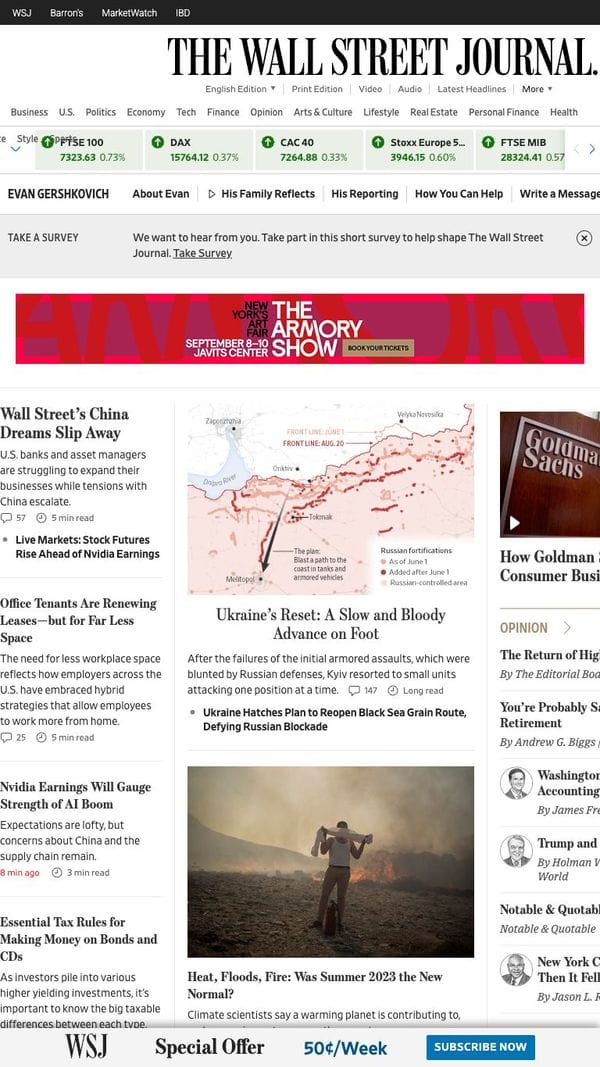 WSJ Barron's MarketWatch IBD
THE WALL STREET JOURNAL.
English Edition Print Edition Video Audio Latest Headlines More
Business U.S. Politics Economy Tech Finance Opinion Arts & Culture Lifestyle Real Estate Personal Finance Health
Style Sports
FTSE 100 DAX CAC 40 Stoxx Europe 5... FTSE MIB
7323.63 0.73% 15764.12 0.37% 7264.88 0.33% 3946.15 0.60% 28324.41 0.57
EVAN GERSHKOVICH About Evan His Family Reflects His Reporting How You Can Help Write a Message
TAKE A SURVEY
We want to hear from you. Take part in this short survey to help shape The Wall Street
Journal. Take Survey
NEW
YORK'S
ART
FAIR
SEPTEMBER 8–10
JAVITS CENTER
THE
ARMORY
SHOW
BOOK YOUR TICKETS
Wall Street's China
Dreams Slip Away
U.S. banks and asset managers
are struggling to expand their
businesses while tensions with
China escalate.
57 5 min read
Live Markets: Stock Futures
Rise Ahead of Nvidia Earnings
Office Tenants Are Renewing
Leases—but for Far Less
Space
The need for less workplace space
reflects how employers across the
U.S. have embraced hybrid
strategies that allow employees
to work more from home.
25 5 min read
Nvidia Earnings Will Gauge
Strength of AI Boom
Expectations are lofty, but
concerns about China and the
supply chain remain.
8 min ago 3 min read
Essential Tax Rules for
Making Money on Bonds and
CDs
As investors pile into various
higher yielding investments, it's
important to know the big taxable
differences between each type.
Zaporizhzhia
Velyka Novosilka
FRONT LINE: JUNE 1
FRONT LINE: AUG. 20
Orikhiv
Dnipro River
Tokmak
The plan:
Blast a path to the
coast in tanks and
armored vehicles
Melitopol
Russian fortifications
As of June 1
Added after June 1
Russian-controlled area
Ukraine's Reset: A Slow and Bloody
Advance on Foot
After the failures of the initial armored assaults, which were
blunted by Russian defenses, Kyiv resorted to small units
attacking one position at a time. 147 Long read
Ukraine Hatches Plan to Reopen Black Sea Grain Route,
Defying Russian Blockade
Heat, Floods, Fire: Was Summer 2023 the New
Normal?
Climate scientists say a warming planet is contributing to,
Goldma
Sachs
How Goldman
Consumer Busi
OPINION
The Return of Hig
By The Editorial Boa
You're Probably Sa
Retirement
By Andrew G. Biggs
Washington
Accounting
By James Fre
Trump and
By Holman W
World
Notable & Quotabl
Notable & Quotable
New York C
Then It Fell
By Jason L. R
WSJ Special Offer 50¢/Week SUBSCRIBE NOW